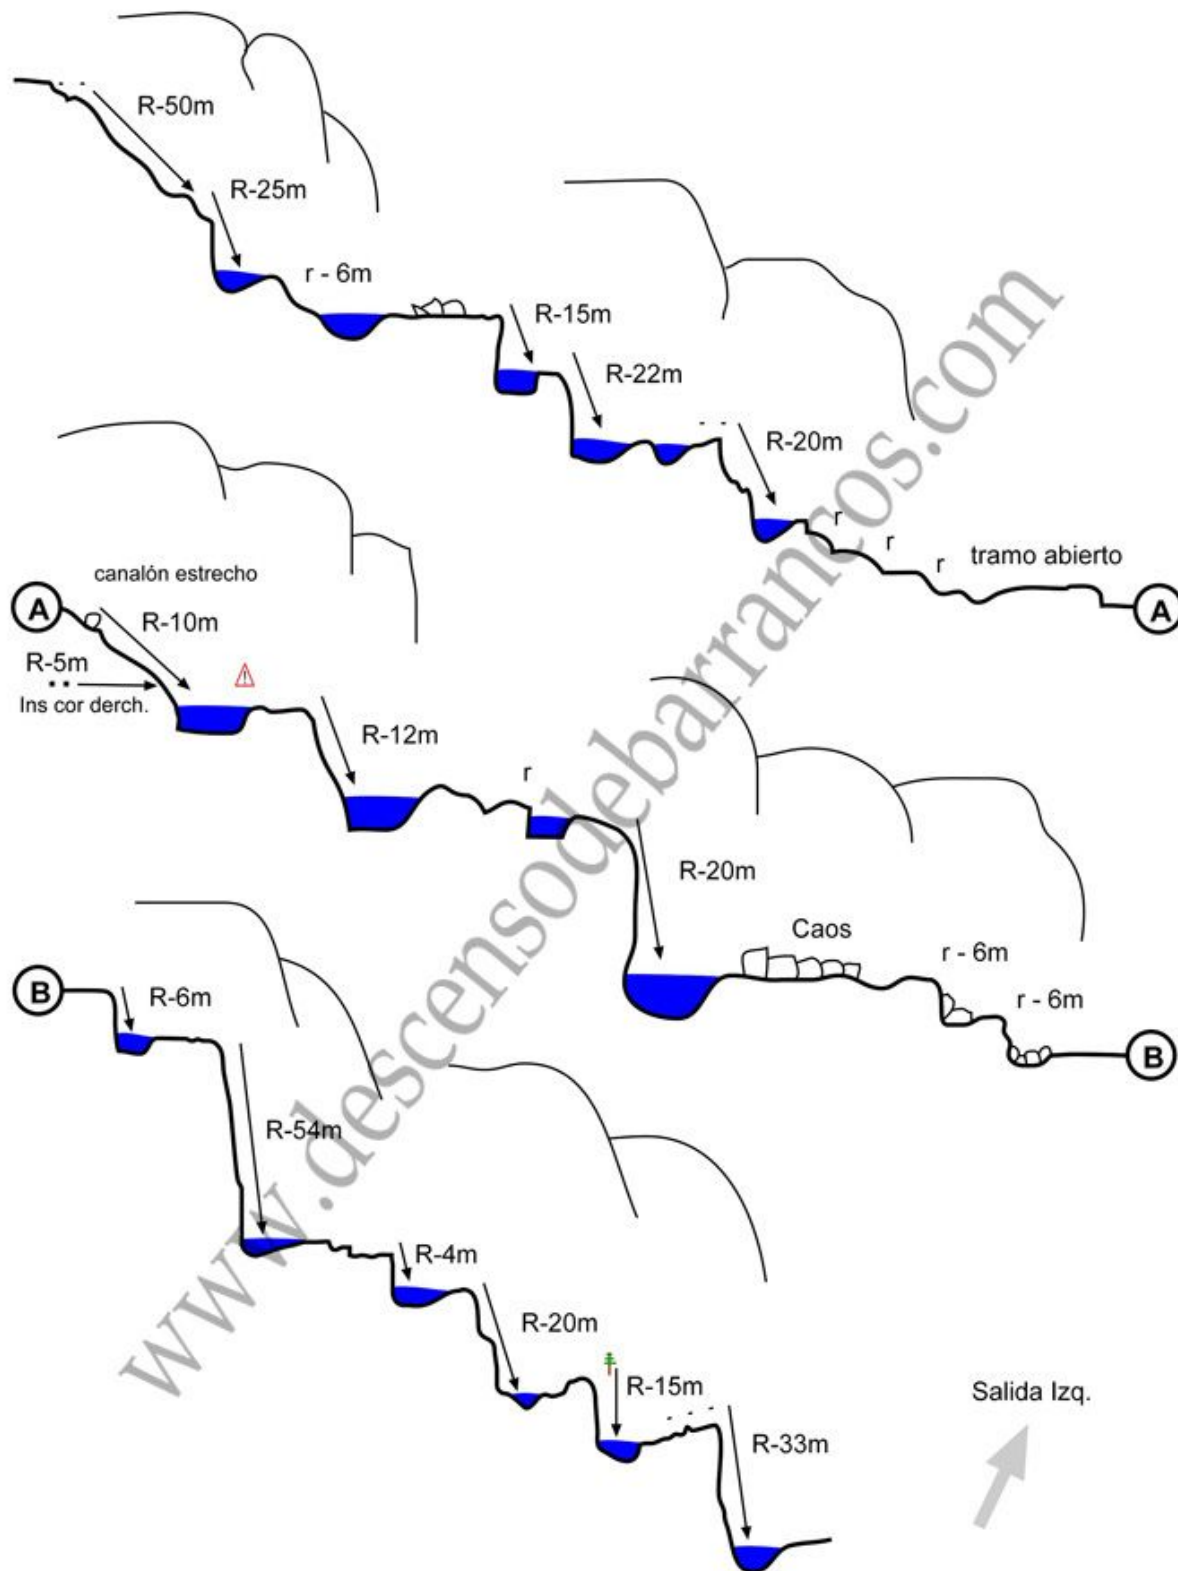 R-50m
R-25m
r - 6m
R-15m
R-22m
R-20m
r
r
r
tramo abierto
A
A
canalón estrecho
R-10m
R-5m
Ins cor derch.
R-12m
r
R-20m
Caos
r - 6m
r - 6m
B
B
R-6m
R-54m
R-4m
R-20m
R-15m
R-33m
Salida Izq.
www.descensodebarrancos.com